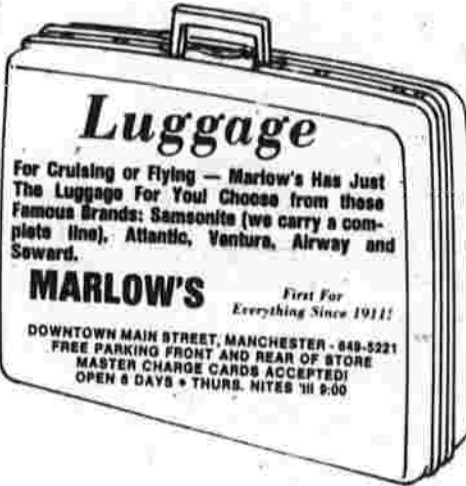 Luggage
For Cruising or Flying — Marlow's Has Just
The Luggage For You! Choose from these
Famous Brands: Samsonite (we carry a com-
plete line), Atlantic, Ventura, Airway and
Seward.
MARLOW'S
First For
Everything Since 1911!
DOWNTOWN MAIN STREET, MANCHESTER - 649-5221
FREE PARKING FRONT AND REAR OF STORE
MASTER CHARGE CARDS ACCEPTED!
OPEN 6 DAYS • THURS. NITES 'til 9:00